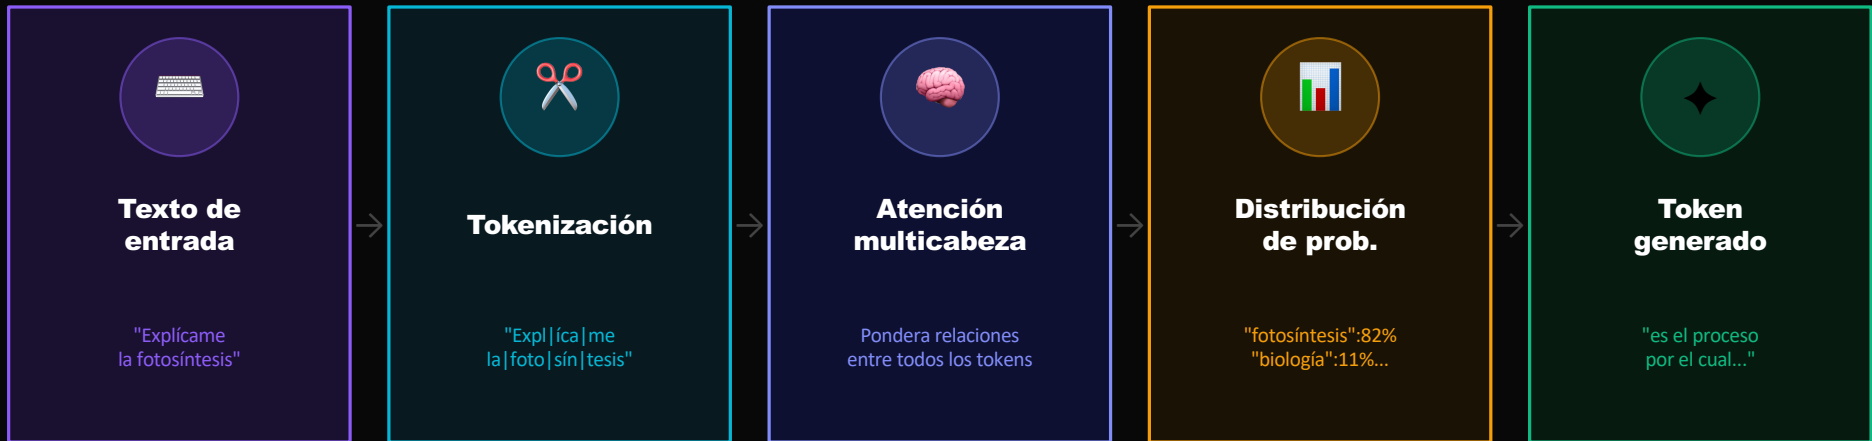 Texto de
entrada
"Explícame
la fotosíntesis"
→
Tokenización
"Expl|íca|me
la|foto|sín|tesis"
→
Atención
multicabeza
Pondera relaciones
entre todos los tokens
→
Distribución
de prob.
"fotosíntesis":82%
"biología":11%...
→
Token
generado
"es el proceso
por el cual..."